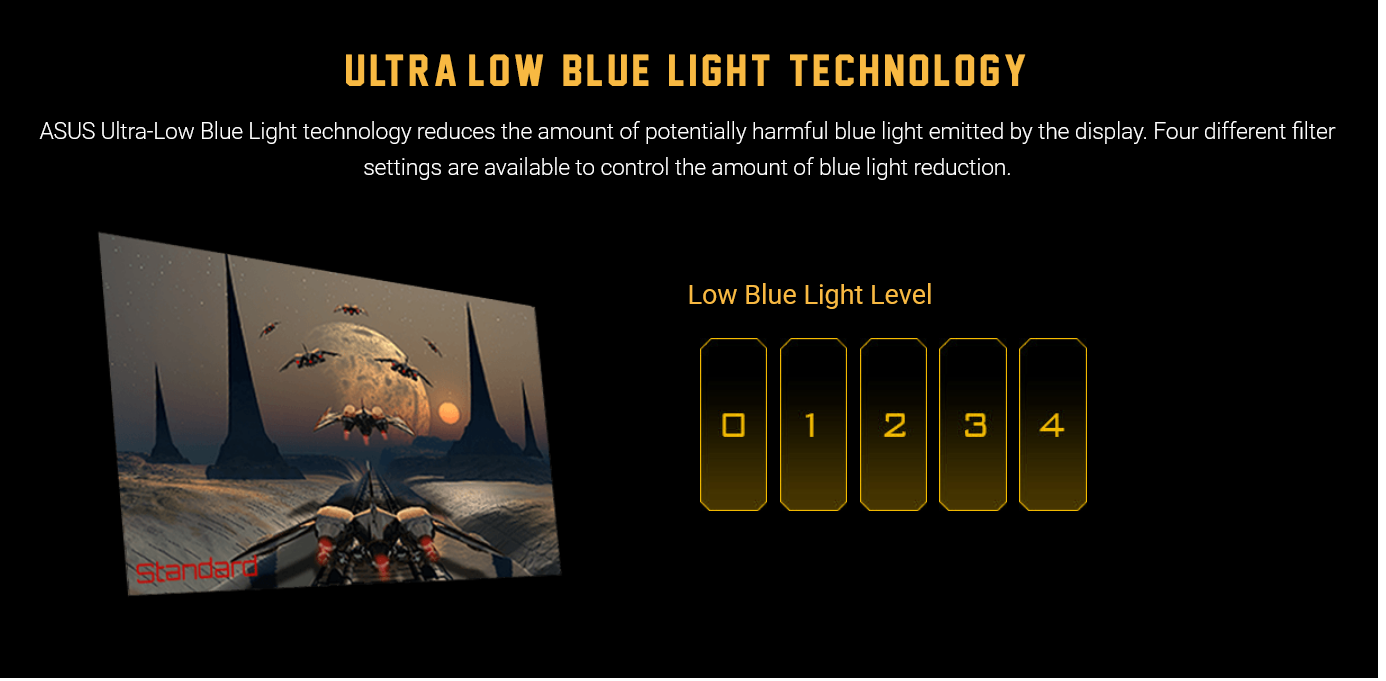 ULTRA LOW BLUE LIGHT TECHNOLOGY
ASUS Ultra-Low Blue Light technology reduces the amount of potentially harmful blue light emitted by the display. Four different filter
settings are available to control the amount of blue light reduction.
Low Blue Light Level
0 1 2 3 4
Standard